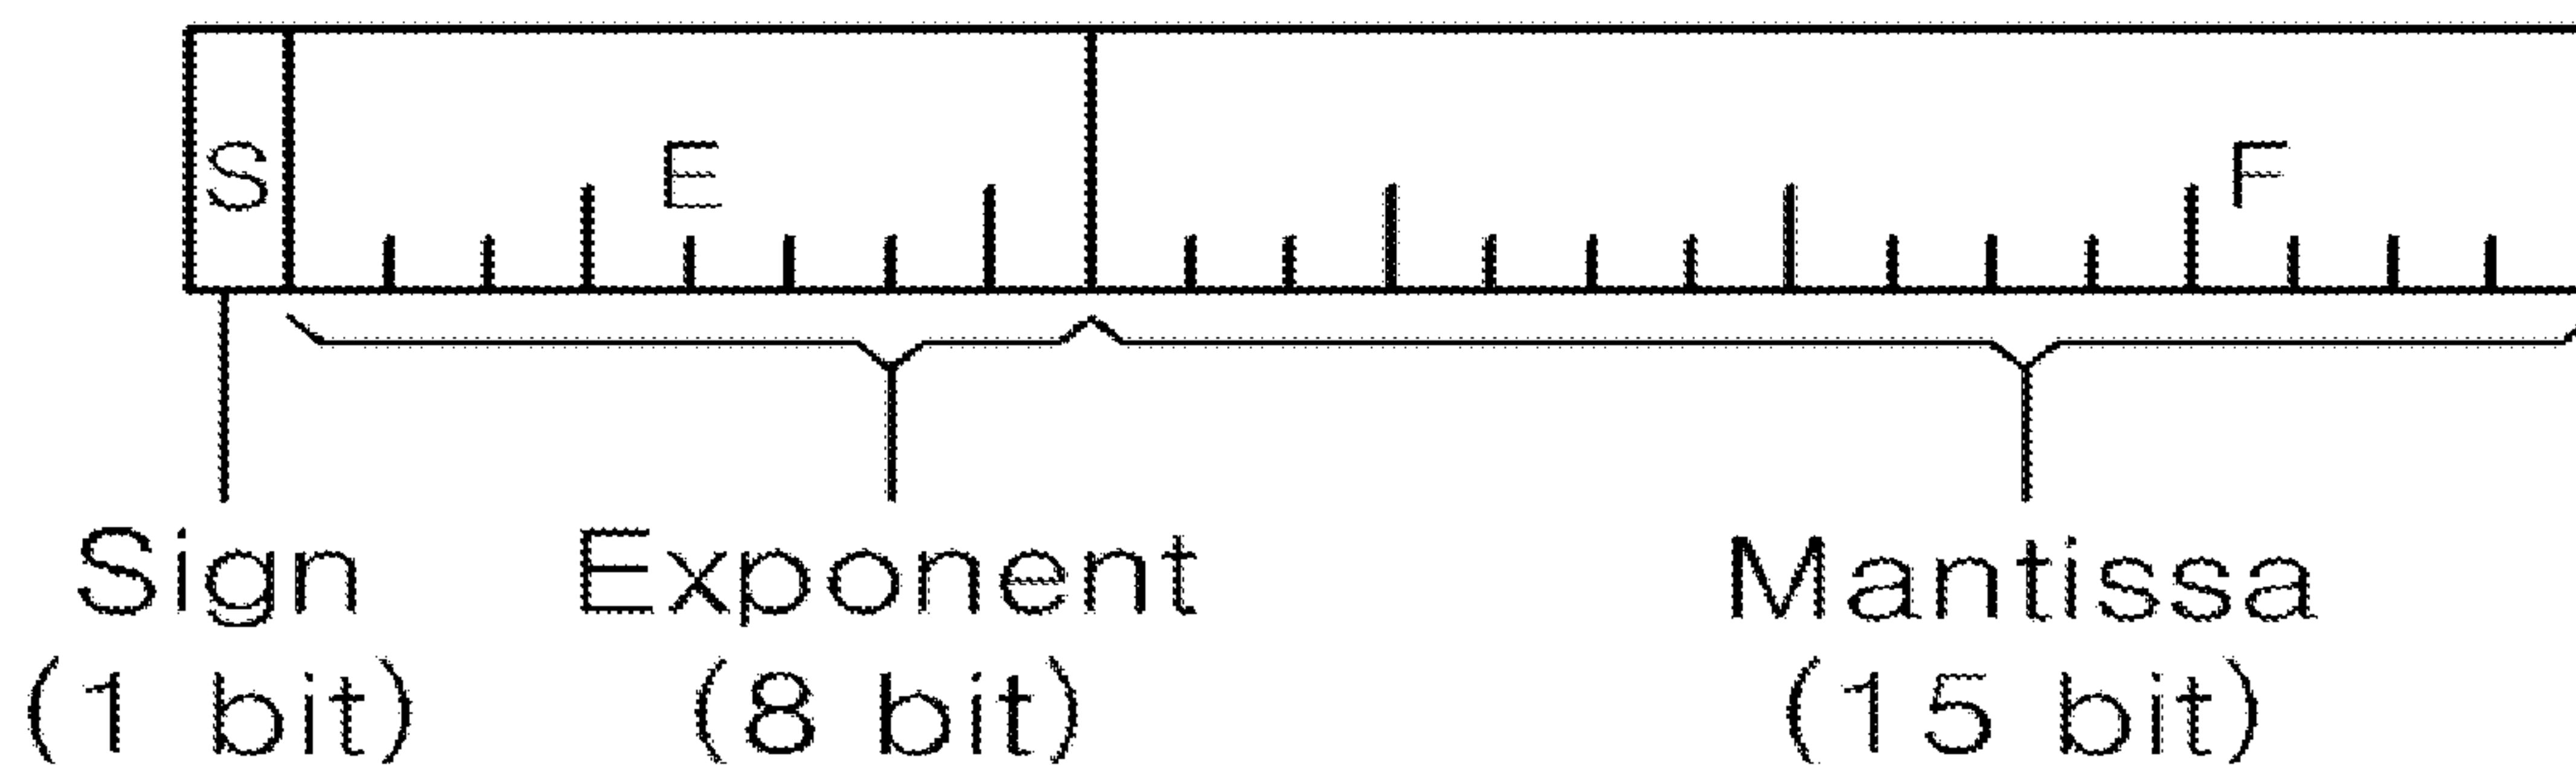 S E F
Sign Exponent Mantissa
(1 bit) (8 bit) (15 bit)